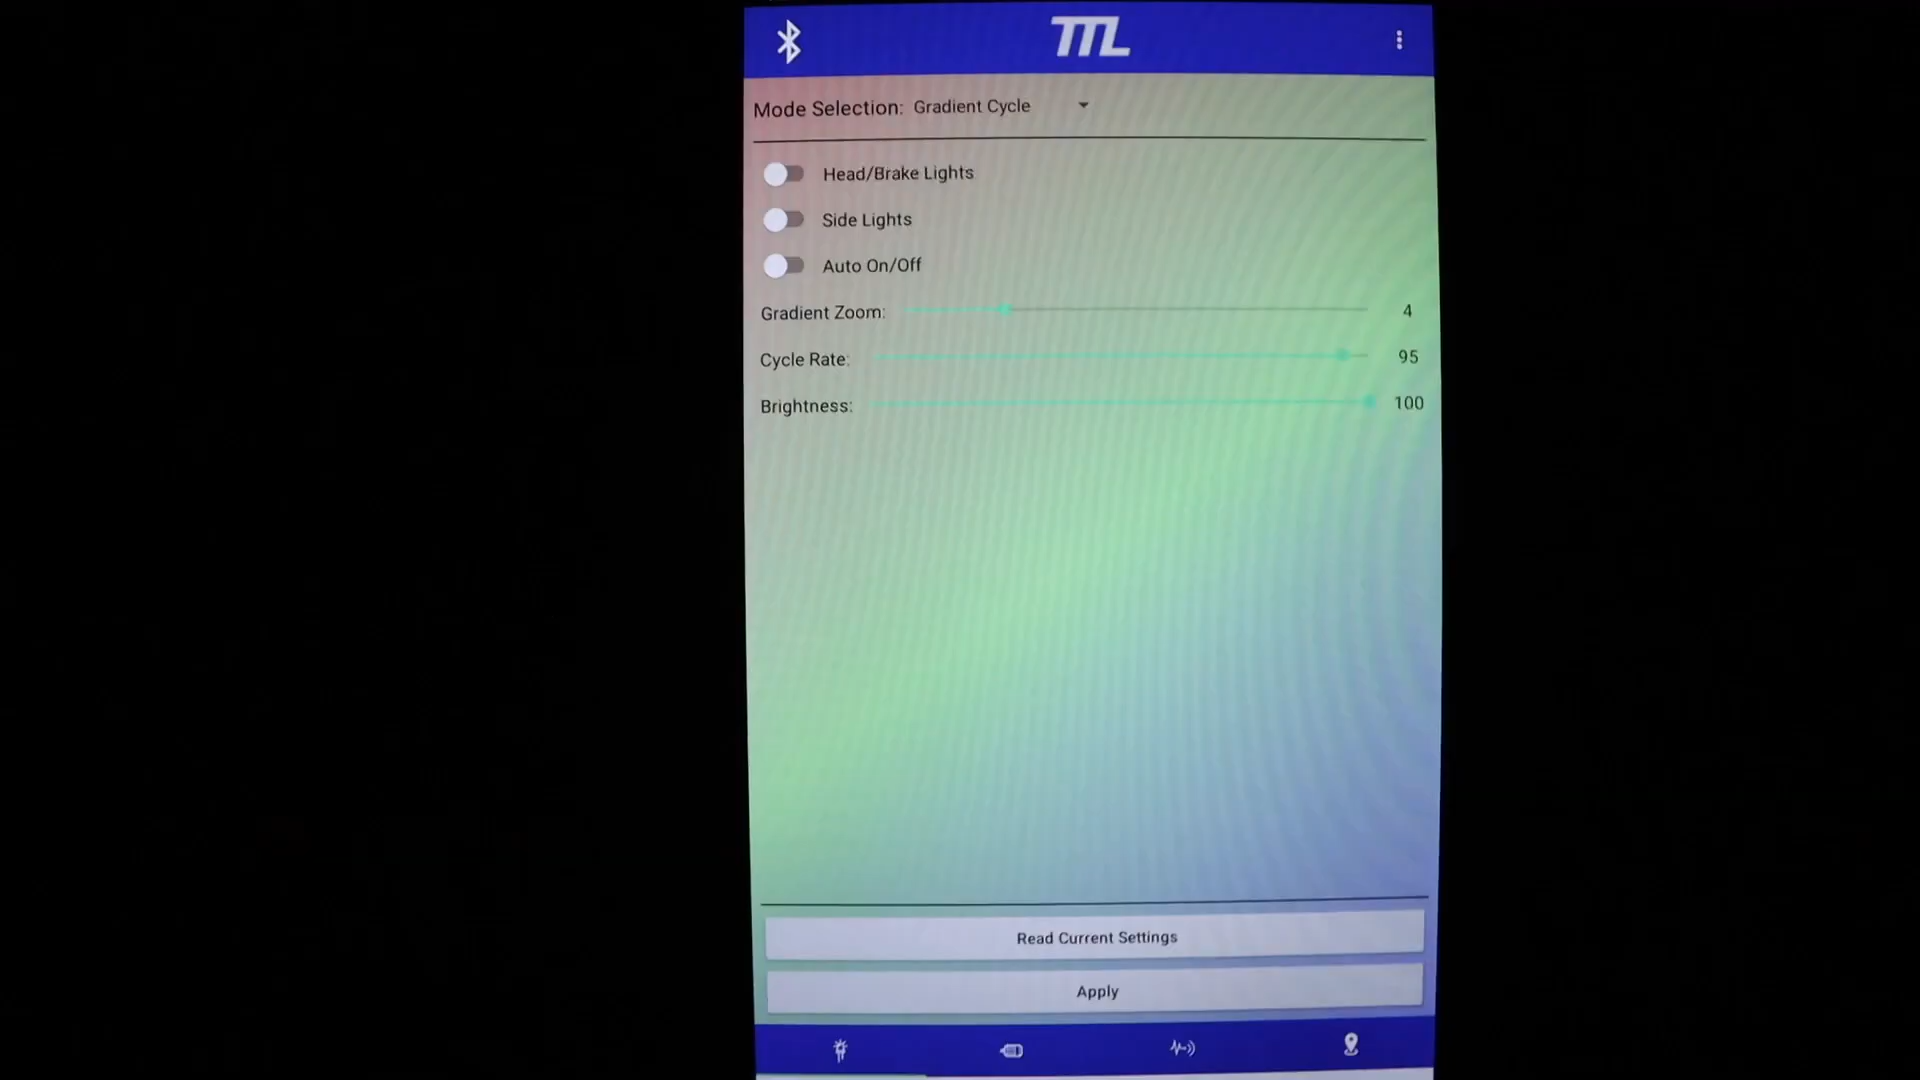 TTL
Mode Selection: Gradient Cycle
Head/Brake Lights
Side Lights
Auto On/Off
Gradient Zoom: 4
Cycle Rate: 95
Brightness: 100
Read Current Settings
Apply